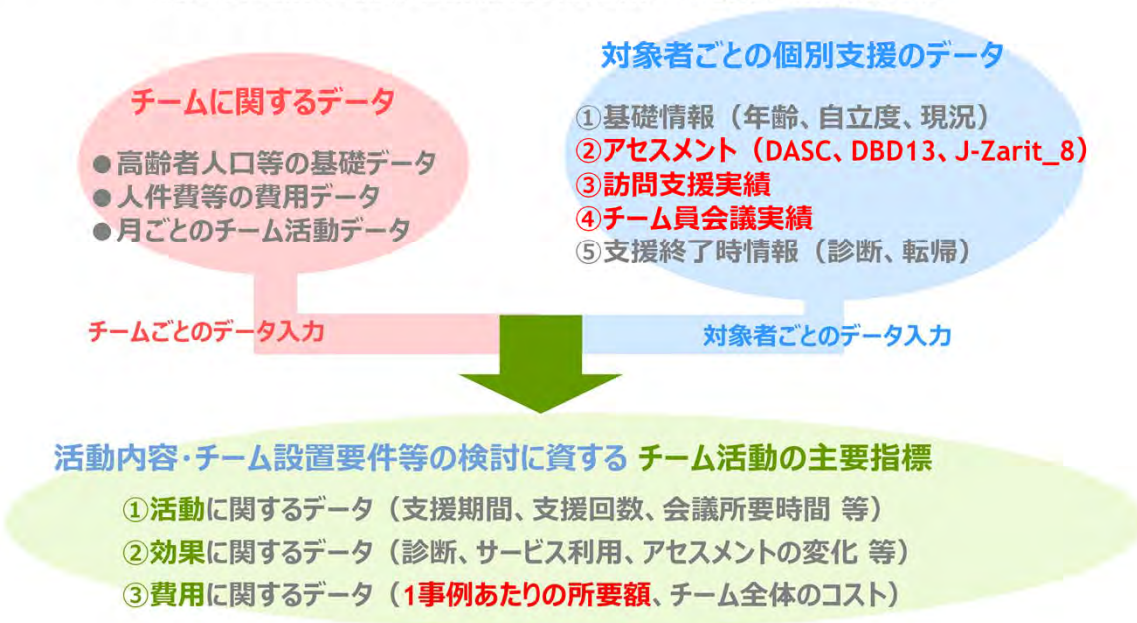 チームに関するデータ
●高齢者人口等の基礎データ
●人件費等の費用データ
●月ごとのチーム活動データ
対象者ごとの個別支援のデータ
①基礎情報（年齢、自立度、現況）
②アセスメント（DASC、DBD13、J-Zarit_8）
③訪問支援実績
④チーム員会議実績
⑤支援終了時情報（診断、転帰）
チームごとのデータ入力
対象者ごとのデータ入力
活動内容・チーム設置要件等の検討に資する チーム活動の主要指標
①活動に関するデータ（支援期間、支援回数、会議所要時間 等）
②効果に関するデータ（診断、サービス利用、アセスメントの変化 等）
③費用に関するデータ（1事例あたりの所要額、チーム全体のコスト）